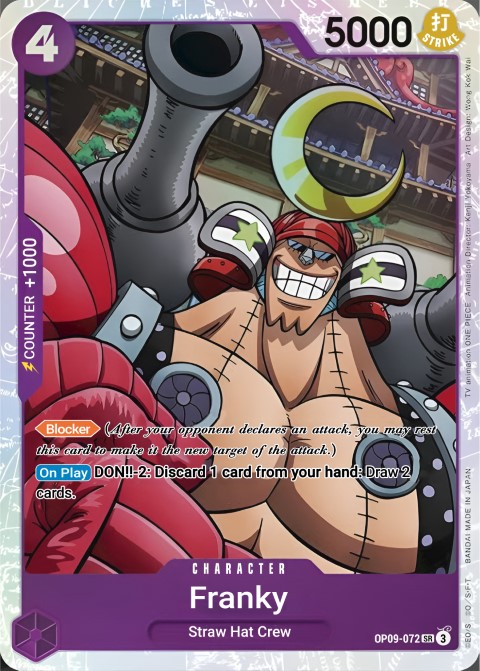 4
5000
打
STRIKE
COUNTER +1000
TV animation ONE PIECE Animation Director: Kenji Yokoyama Art Design: Wong Kok Wai
Blocker (After your opponent declares an attack, you may rest
this card to make it the new target of the attack.)
On Play DON!!-2: Discard 1 card from your hand: Draw 2
cards.
©E.O/S. ©O/S.F.T BANDAI MADE IN JAPAN
CHARACTER
Franky
Straw Hat Crew
OP09-072 SR 3